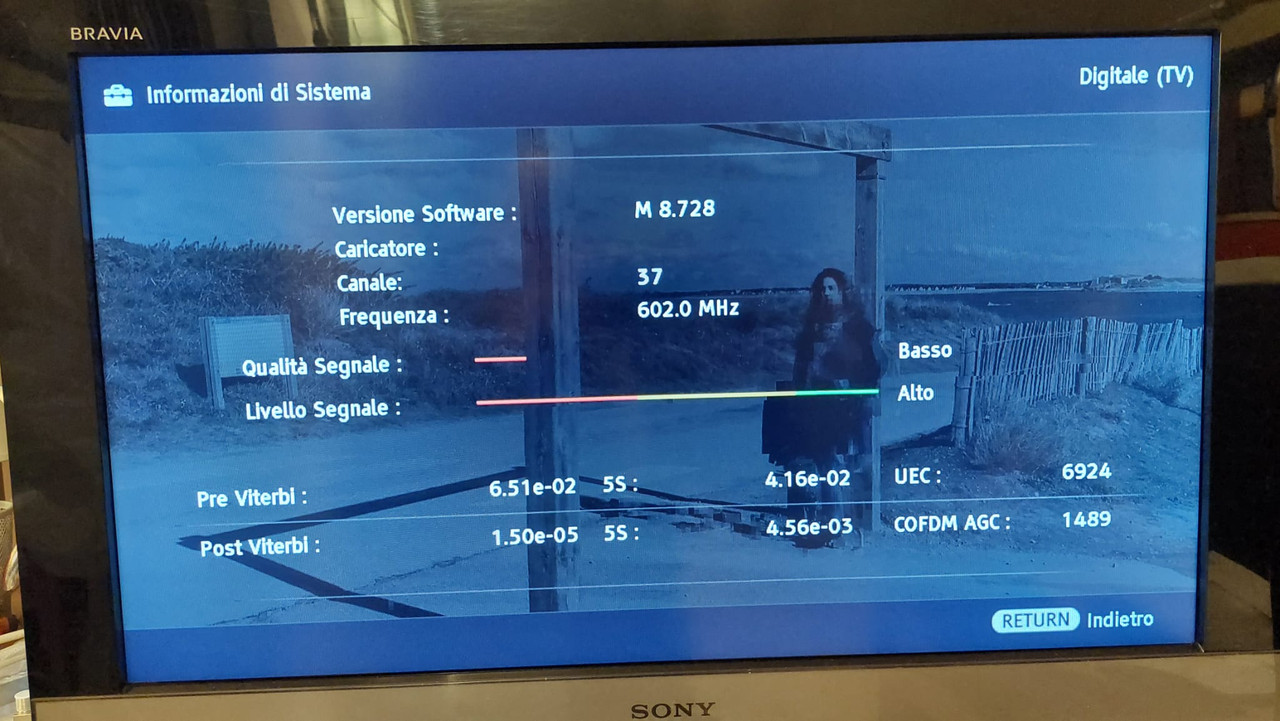 BRAVIA
Informazioni di Sistema
Digitale (TV)
Versione Software : M 8.728
Caricatore :
Canale: 37
Frequenza : 602.0 MHz
Qualità Segnale : Basso
Livello Segnale : Alto
Pre Viterbi : 6.51e-02 5S : 4.16e-02 UEC : 6924
Post Viterbi : 1.50e-05 5S : 4.56e-03 COFDM AGC : 1489
RETURN Indietro
SONY